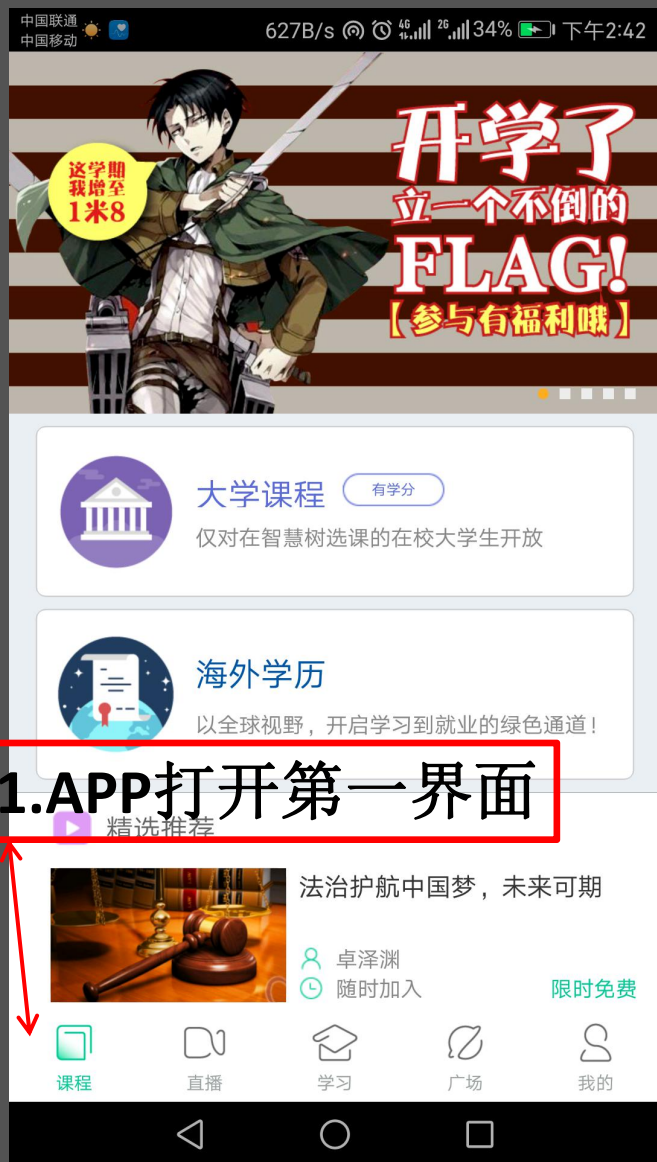 中国联通
中国移动
627B/s 4G 2G 34% 下午2:42
这学期
我增至
1米8
开学了
立一个不倒的
FLAG!
【参与有福利哦】
大学课程 有学分
仅对在智慧树选课的在校大学生开放
海外学历
以全球视野，开启学习到就业的绿色通道！
1.APP打开第一界面
精选推荐
法治护航中国梦，未来可期
卓泽渊
随时加入 限时免费
课程 直播 学习 广场 我的